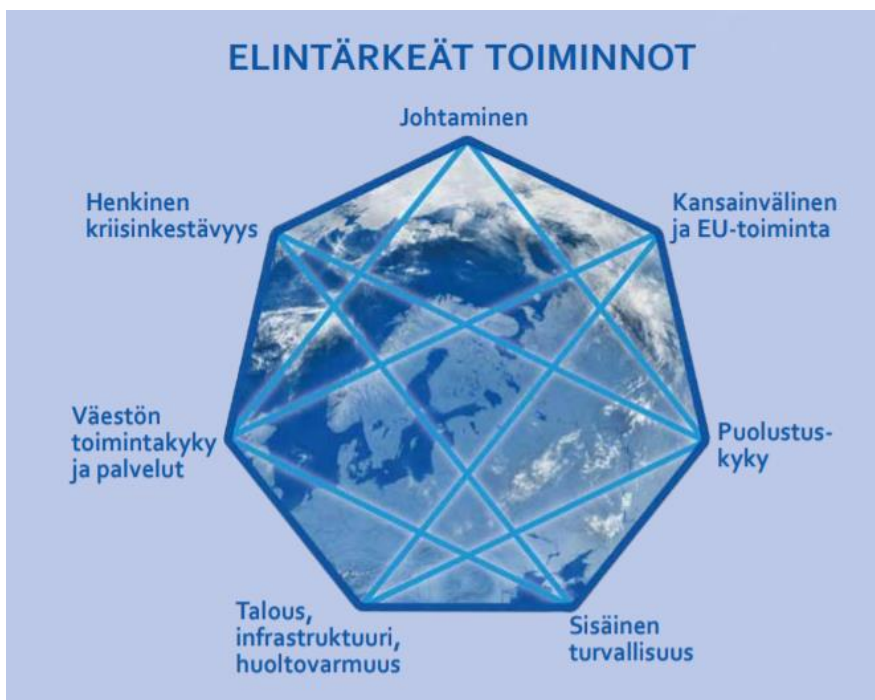 ELINTÄRKEÄT TOIMINNOT
Johtaminen
Henkinen
kriisinkestävyys
Kansainvälinen
ja EU-toiminta
Väestön
toimintakyky
ja palvelut
Puolustus-
kyky
Talous,
infrastruktuuri,
huoltovarmuus
Sisäinen
turvallisuus